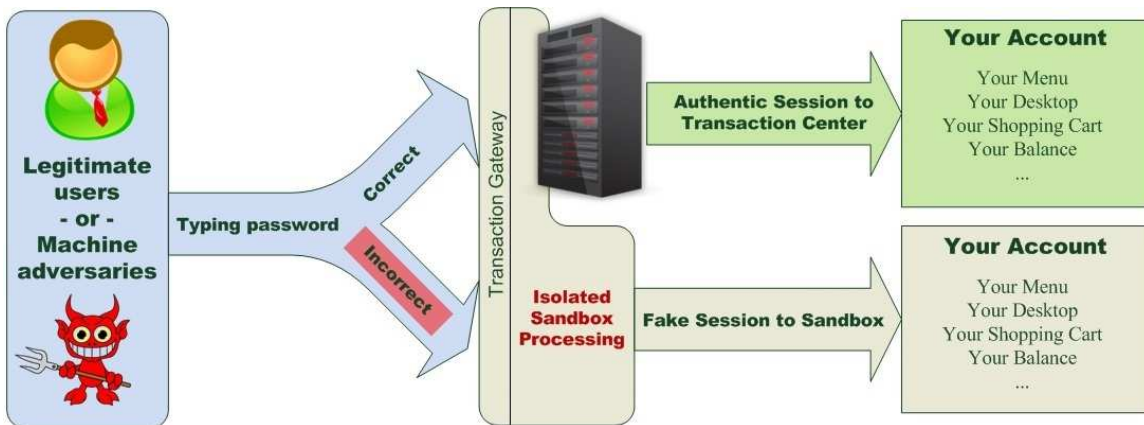 Legitimate
users
- or -
Machine
adversaries
Typing password
Correct
Incorrect
Transaction Gateway
Isolated
Sandbox
Processing
Authentic Session to
Transaction Center
Fake Session to Sandbox
Your Account
Your Menu
Your Desktop
Your Shopping Cart
Your Balance
...
Your Account
Your Menu
Your Desktop
Your Shopping Cart
Your Balance
...